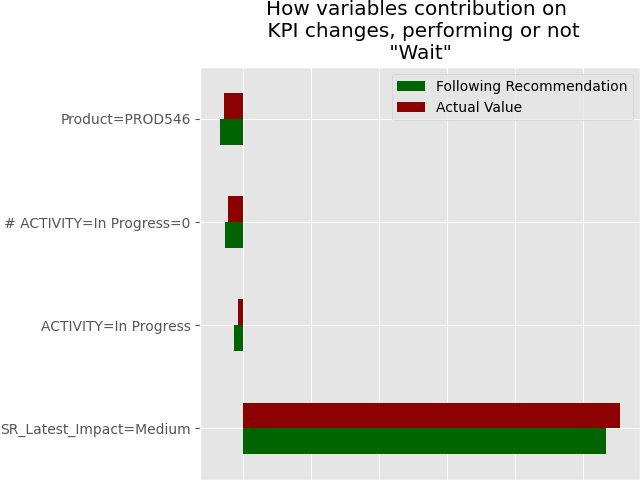 How variables contribution on
KPI changes, performing or not
"Wait"
Following Recommendation
Actual Value
Product=PROD546
# ACTIVITY=In Progress=0
ACTIVITY=In Progress
SR_Latest_Impact=Medium